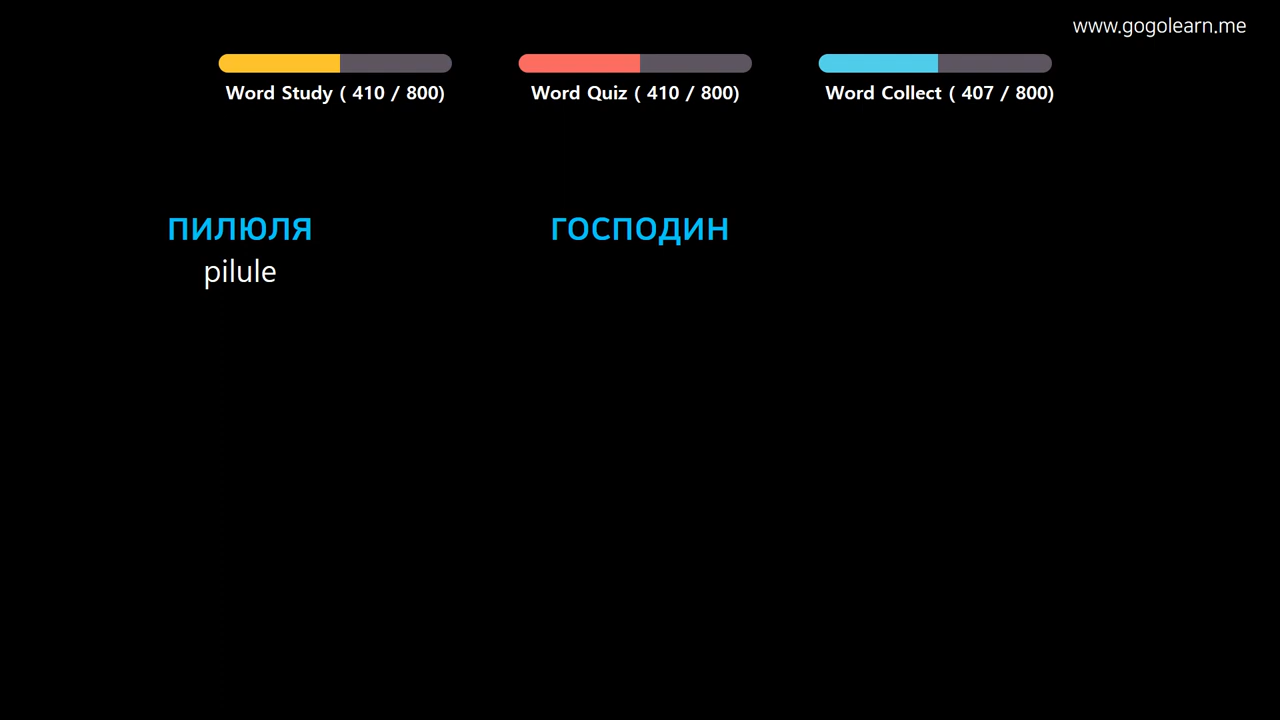 www.gogolearn.me
Word Study ( 410 / 800)
Word Quiz ( 410 / 800)
Word Collect ( 407 / 800)
ПИЛЮЛЯ
pilule
ГОСПОДИН